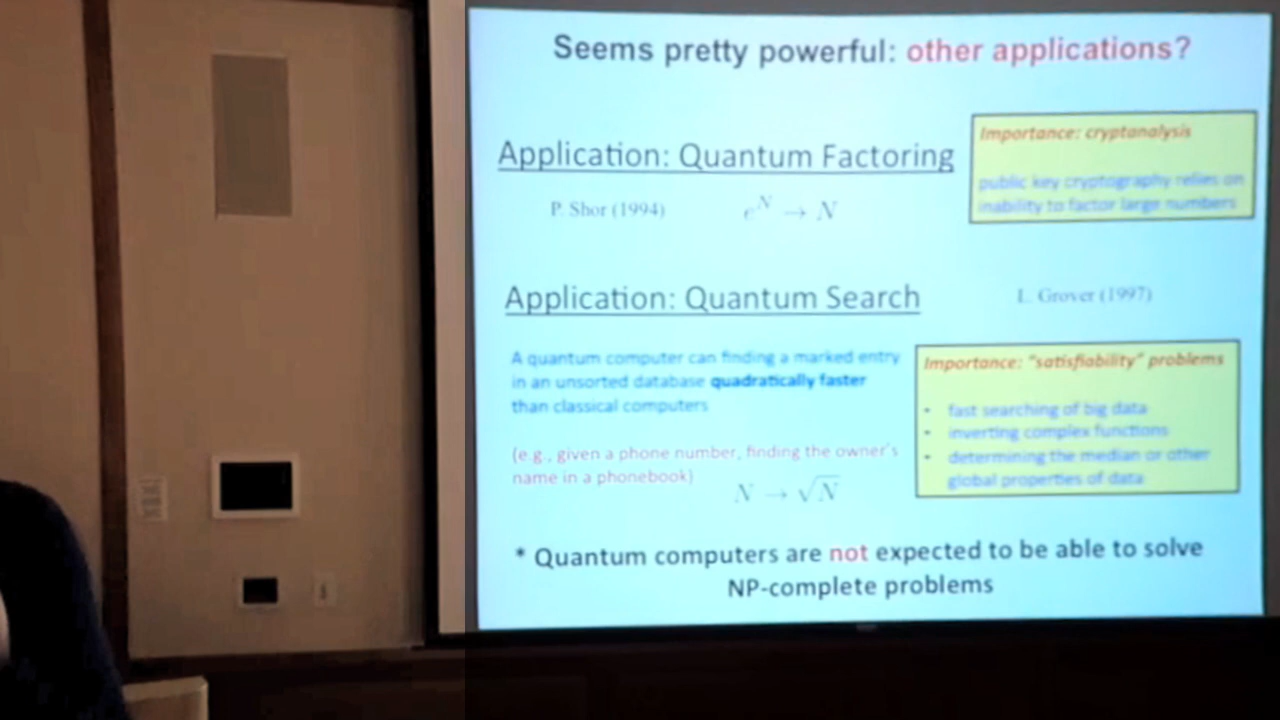 Seems pretty powerful: other applications?
Application: Quantum Factoring
P. Shor (1994)
e^N → N
Importance: cryptanalysis
public key cryptography relies on
inability to factor large numbers
Application: Quantum Search
L. Grover (1997)
A quantum computer can finding a marked entry
in an unsorted database quadratically faster
than classical computers
(e.g., given a phone number, finding the owner's
name in a phonebook)
N → √N
Importance: "satisfiability" problems
• fast searching of big data
• inverting complex functions
• determining the median or other
global properties of data
* Quantum computers are not expected to be able to solve
NP-complete problems